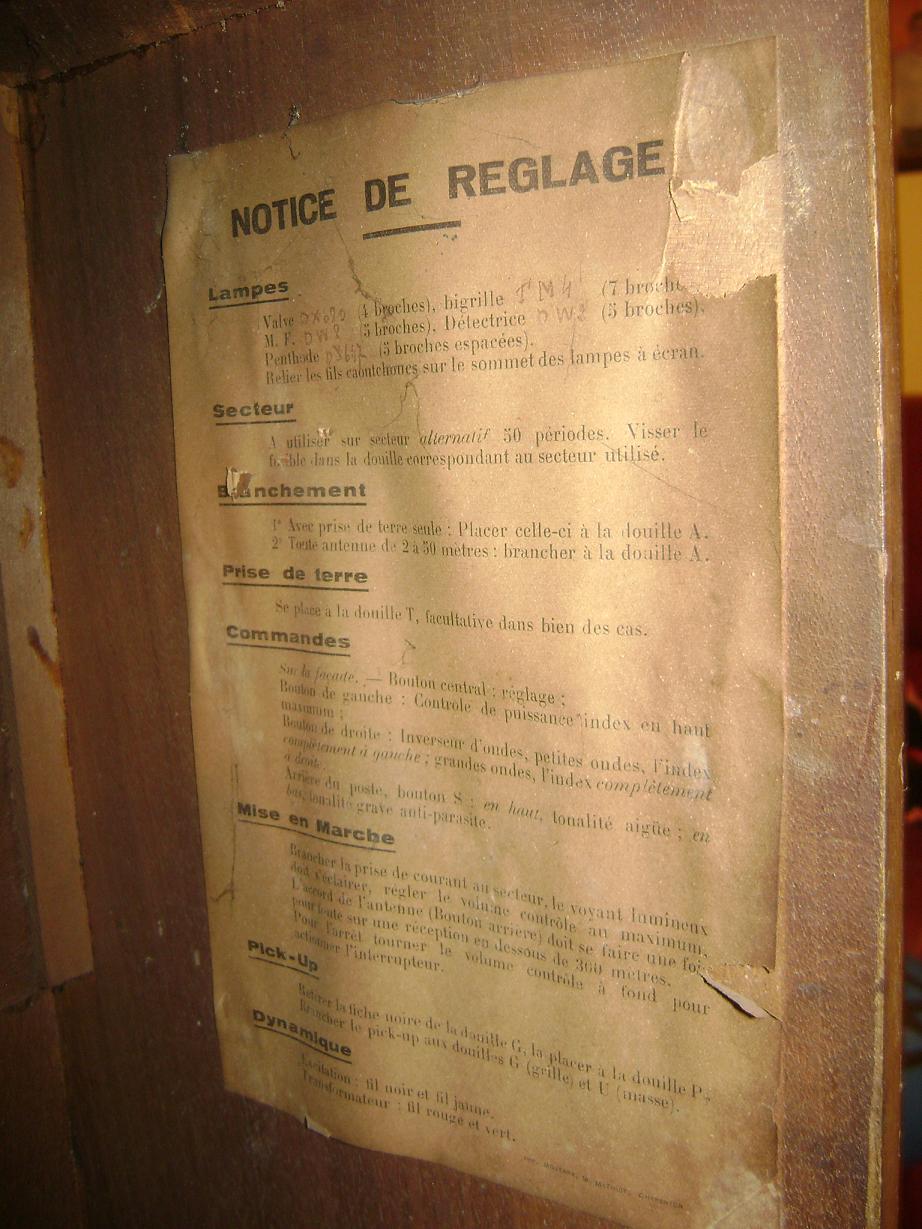 NOTICE DE REGLAGE
Lampes
Valve (4 broches), bigrille (7 broch
M. F. DW2 (5 broches). Détectrice DW2 (5 broches).
Penthode (5 broches espacées).
Relier les fils caoutchoucs sur le sommet des lampes à écran.
Secteur
A utiliser sur secteur alternatif 50 périodes. Visser le
fusible dans la douille correspondant au secteur utilisé.
Branchement
1° Avec prise de terre seule : Placer celle-ci à la douille A.
2° Toute antenne de 2 à 50 mètres : brancher à la douille A.
Prise de terre
Se place à la douille T, facultative dans bien des cas.
Commandes
Sur la façade. — Bouton central : réglage ;
Bouton de gauche : Contrôle de puissance index en haut
maximum ;
Bouton de droite : Inverseur d'ondes, petites ondes, l'index
complètement à gauche ; grandes ondes, l'index complètement
à droite.
Arrière du poste, bouton S : en haut, tonalité aigüe ; en
bas, tonalité grave anti-parasite.
Mise en Marche
Brancher la prise de courant au secteur, le voyant lumineux
doit s'éclairer, régler le volume contrôle au maximum.
L'accord de l'antenne (Bouton arrière) doit se faire une fois
pour toute sur une réception en dessous de 360 mètres.
Pour l'arrêt tourner le volume contrôle à fond pour
actionner l'interrupteur.
Pick-Up
Retirer la fiche noire de la douille G, la placer à la douille P.
Brancher le pick-up aux douilles G (grille) et U (masse).
Dynamique
Excitation : fil noir et fil jaune.
Transformateur : fil rouge et vert.
CHARENTON